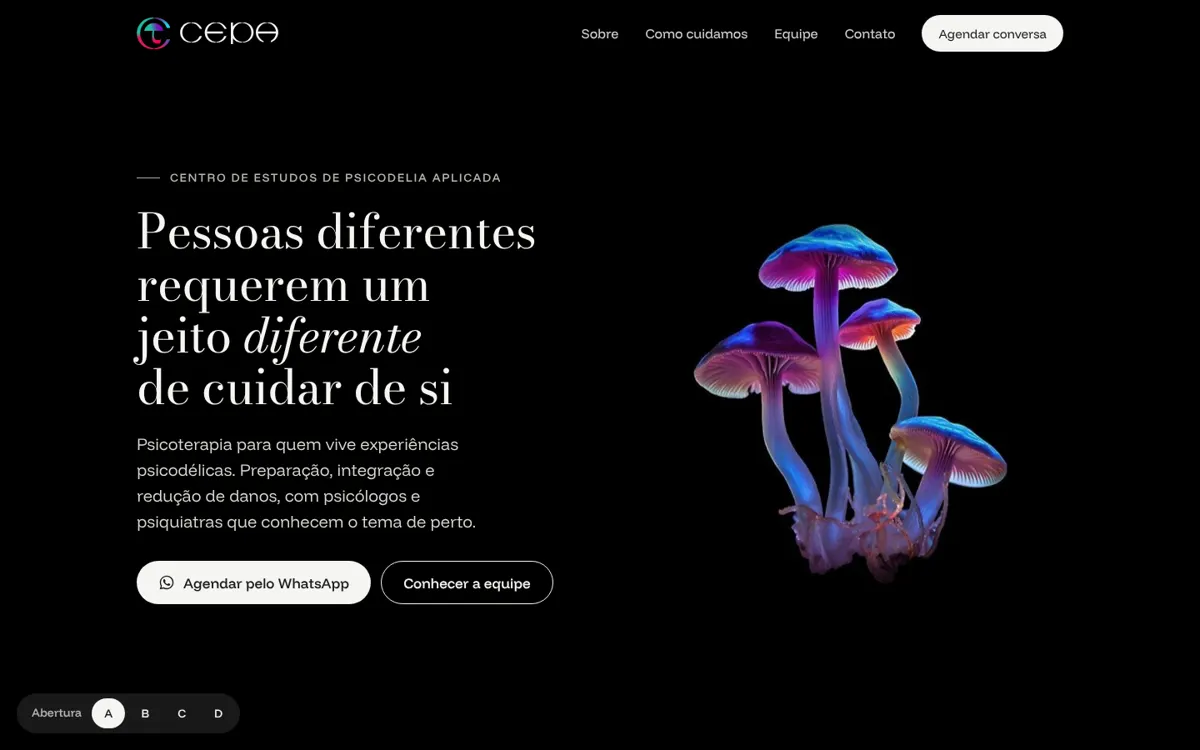 cepa
Sobre
Como cuidamos
Equipe
Contato
Agendar conversa
CENTRO DE ESTUDOS DE PSICODELIA APLICADA
Pessoas diferentes
requerem um
jeito diferente
de cuidar de si
Psicoterapia para quem vive experiências
psicodélicas. Preparação, integração e
redução de danos, com psicólogos e
psiquiatras que conhecem o tema de perto.
Agendar pelo WhatsApp
Conhecer a equipe
Abertura
A
B
C
D